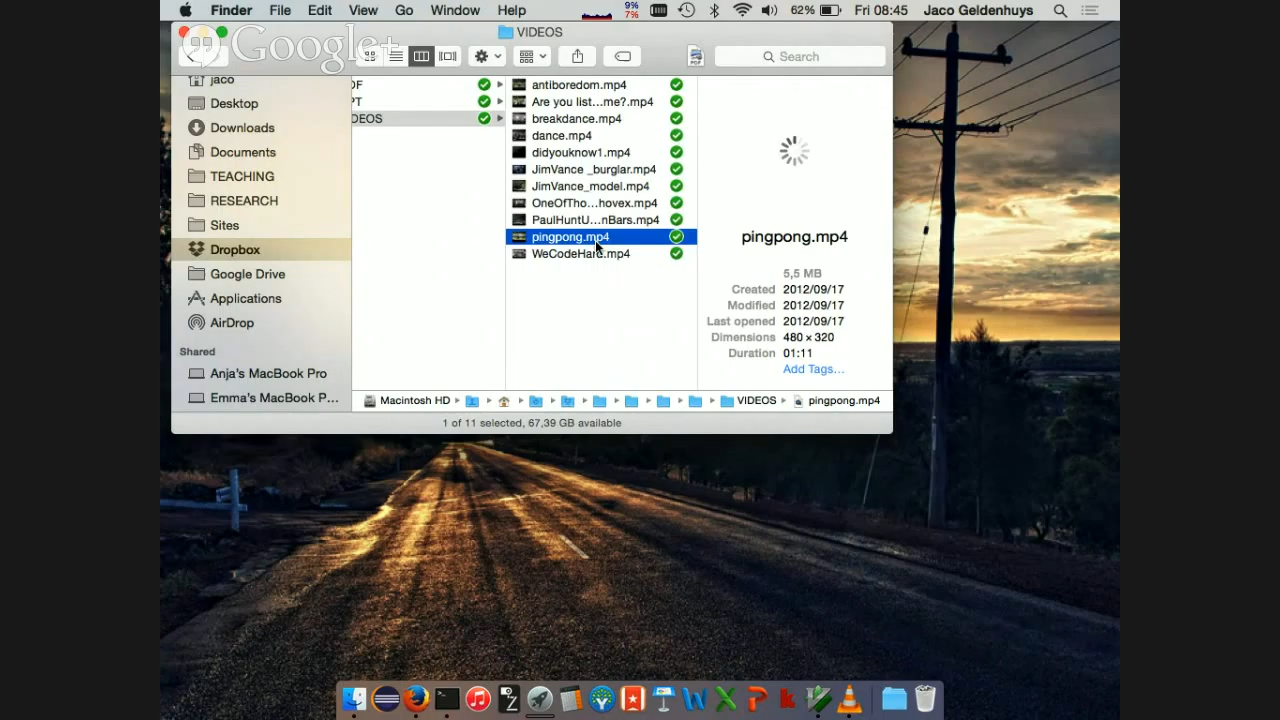 Finder File Edit View Go Window Help 9% 7% 62% Fri 08:45 Jaco Geldenhuys
VIDEOS
Google+
Search
jaco
Desktop
Downloads
Documents
TEACHING
RESEARCH
Sites
Dropbox
Google Drive
Applications
AirDrop
Shared
Anja's MacBook Pro
Emma's MacBook P...
DF
PT
DEOS
antiboredom.mp4
Are you list...me?.mp4
breakdance.mp4
dance.mp4
didyouknow1.mp4
JimVance _burglar.mp4
JimVance_model.mp4
OneOfTho...hovex.mp4
PaulHuntU...nBars.mp4
pingpong.mp4
WeCodeHard.mp4
pingpong.mp4
5,5 MB
Created 2012/09/17
Modified 2012/09/17
Last opened 2012/09/17
Dimensions 480 × 320
Duration 01:11
Add Tags...
Macintosh HD VIDEOS pingpong.mp4
1 of 11 selected, 67,39 GB available